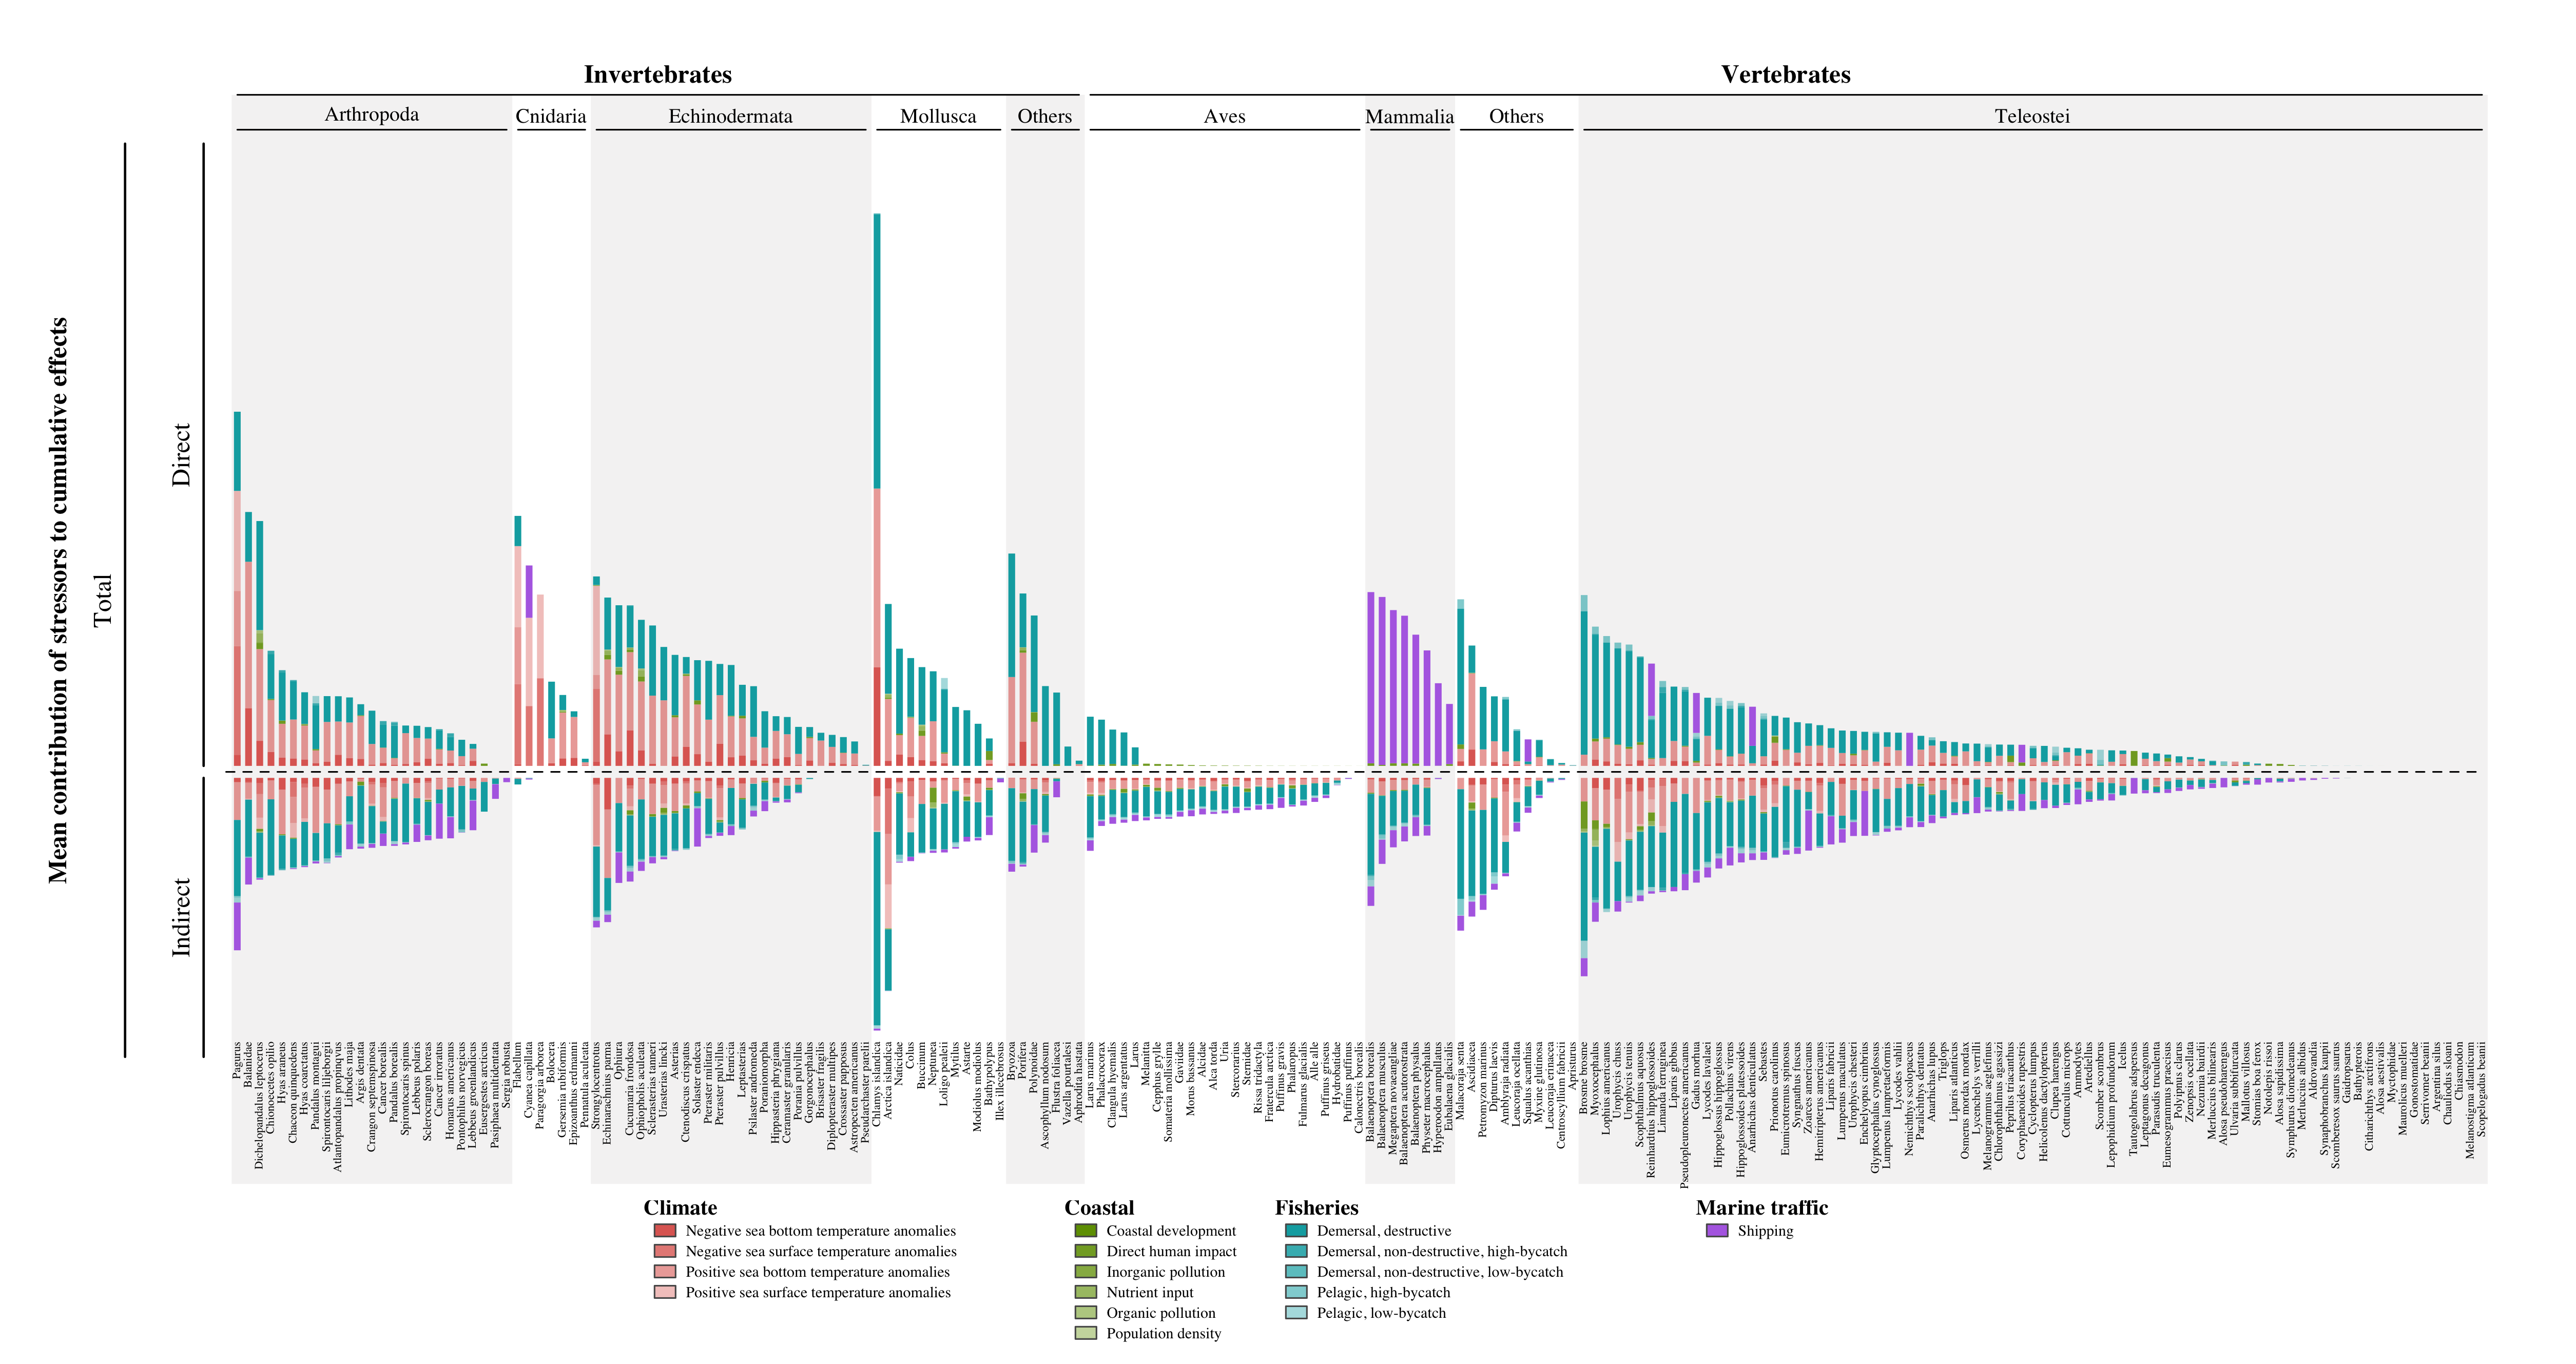 Invertebrates
Vertebrates
Arthropoda
Cnidaria
Echinodermata
Mollusca
Others
Aves
Mammalia
Others
Teleostei
Mean contribution of stressors to cumulative effects
Total
Direct
Indirect
Pagurus
Balanidae
Dichelopandalus leptocerus
Chionoecetes opilio
Hyas araneus
Chaceon quinquedens
Hyas coarctatus
Pandalus montagui
Spirontocaris liljeborgii
Atlantopandalus propinqvus
Lithodes maja
Argis dentata
Crangon septemspinosa
Cancer borealis
Pandalus borealis
Spirontocaris spinus
Lebbeus polaris
Sclerocrangon boreas
Cancer irroratus
Homarus americanus
Pontophilus norvegicus
Lebbeus groenlandicus
Eusergestes arcticus
Pasiphaea multidentata
Sergia robusta
Flabellum
Cyanea capillata
Paragorgia arborea
Bolocera
Gersemia rubiformis
Epizoanthus erdmanni
Pennatula aculeata
Strongylocentrotus
Echinarachnius parma
Ophiura
Cucumaria frondosa
Ophiopholis aculeata
Sclerasterias tanneri
Urasterias lincki
Asterias
Ctenodiscus crispatus
Solaster endeca
Pteraster militaris
Pteraster pulvillus
Henricia
Leptasterias
Psilaster andromeda
Poraniomorpha
Hippasteria phrygiana
Ceramaster granularis
Porania pulvillus
Gorgonocephalus
Brisaster fragilis
Diplopteraster multipes
Crossaster papposus
Astropecten americanus
Pseudarchaster parelii
Chlamys islandica
Arctica islandica
Naticidae
Colus
Buccinum
Neptunea
Loligo pealeii
Mytilus
Astarte
Modiolus modiolus
Bathypolypus
Illex illecebrosus
Bryozoa
Porifera
Polynoidae
Ascophyllum nodosum
Flustra foliacea
Vazella pourtalesi
Aphrodita hastata
Larus marinus
Phalacrocorax
Clangula hyemalis
Larus argentatus
Larus
Melanitta
Cepphus grylle
Somateria mollissima
Gaviidae
Morus bassanus
Alcidae
Alca torda
Uria
Stercorarius
Sternidae
Rissa tridactyla
Fratercula arctica
Puffinus gravis
Phalaropus
Fulmarus glacialis
Alle alle
Puffinus griseus
Hydrobatidae
Puffinus puffinus
Calonectris borealis
Balaenoptera borealis
Balaenoptera musculus
Megaptera novaeangliae
Balaenoptera acutorostrata
Balaenoptera physalus
Physeter macrocephalus
Hyperoodon ampullatus
Eubalaena glacialis
Malacoraja senta
Ascidiacea
Petromyzon marinus
Dipturus laevis
Amblyraja radiata
Leucoraja ocellata
Squalus acanthias
Myxine glutinosa
Leucoraja erinacea
Centroscyllium fabricii
Apristurus
Brosme brosme
Myoxocephalus
Lophius americanus
Urophycis chuss
Urophycis tenuis
Scophthalmus aquosus
Reinhardtius hippoglossoides
Limanda ferruginea
Liparis gibbus
Pseudopleuronectes americanus
Gadus morhua
Lycodes lavalaei
Hippoglossus hippoglossus
Pollachius virens
Hippoglossoides platessoides
Anarhichas denticulatus
Sebastes
Prionotus carolinus
Eumicrotremus spinosus
Syngnathus fuscus
Zoarces americanus
Hemitripterus americanus
Liparis fabricii
Lumpenus maculatus
Urophycis chesteri
Enchelyopus cimbrius
Glyptocephalus cynoglossus
Lumpenus lampretaeformis
Lycodes vahlii
Nemichthys scolopaceus
Paralichthys dentatus
Anarhichas lupus
Triglops
Liparis atlanticus
Osmerus mordax mordax
Lycenchelys verrilli
Melanogrammus aeglefinus
Chlorophthalmus agassizi
Peprilus triacanthus
Coryphaenoides rupestris
Cyclopterus lumpus
Helicolenus dactylopterus
Clupea harengus
Cottunculus microps
Ammodytes
Artediellus
Scomber scombrus
Lepophidium profundorum
Icelus
Tautogolabrus adspersus
Leptagonus decagonus
Parasudis truculenta
Eumesogrammus praecisus
Polyipnus clarus
Zenopsis ocellata
Nezumia bairdii
Merluccius bilinearis
Alosa pseudoharengus
Ulvaria subbifurcata
Mallotus villosus
Stomias boa ferox
Notolepis rissoi
Alosa sapidissima
Symphurus diomedeanus
Merluccius albidus
Aldrovandia
Synaphobranchus kaupii
Scomberesox saurus saurus
Gaidropsarus
Bathypterois
Citharichthys arctifrons
Alosa aestivalis
Myctophidae
Maurolicus muelleri
Gonostomatidae
Serrivomer beanii
Argentina silus
Chauliodus sloani
Chiasmodon
Melanostigma atlanticum
Scopelogadus beanii
Climate
Negative sea bottom temperature anomalies
Negative sea surface temperature anomalies
Positive sea bottom temperature anomalies
Positive sea surface temperature anomalies
Coastal
Coastal development
Direct human impact
Inorganic pollution
Nutrient input
Organic pollution
Population density
Fisheries
Demersal, destructive
Demersal, non-destructive, high-bycatch
Demersal, non-destructive, low-bycatch
Pelagic, high-bycatch
Pelagic, low-bycatch
Marine traffic
Shipping